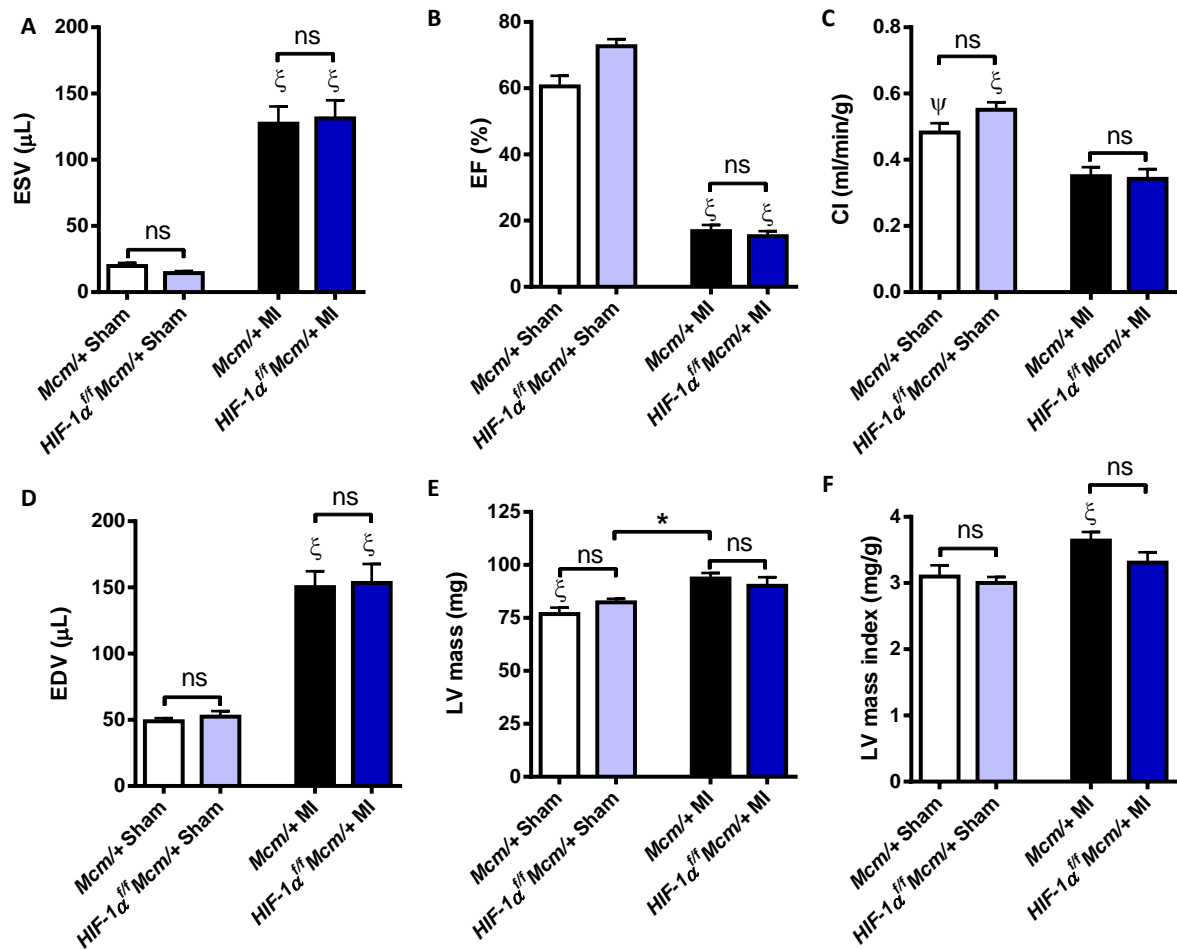 A
ESV (μL)
200
150
100
50
0
ns
ns
ξ
ξ
Mcm/+ Sham
HIF-1α^f/f Mcm/+ Sham
Mcm/+ MI
HIF-1α^f/f Mcm/+ MI
B
EF (%)
80
60
40
20
0
ns
ξ
ξ
Mcm/+ Sham
HIF-1α^f/f Mcm/+ Sham
Mcm/+ MI
HIF-1α^f/f Mcm/+ MI
C
CI (ml/min/g)
0.8
0.6
0.4
0.2
0.0
ns
ψ
ξ
ns
Mcm/+ Sham
HIF-1α^f/f Mcm/+ Sham
Mcm/+ MI
HIF-1α^f/f Mcm/+ MI
D
EDV (μL)
200
150
100
50
0
ns
ns
ξ
ξ
Mcm/+ Sham
HIF-1α^f/f Mcm/+ Sham
Mcm/+ MI
HIF-1α^f/f Mcm/+ MI
E
LV mass (mg)
125
100
75
50
25
0
*
ns
ns
ξ
Mcm/+ Sham
HIF-1α^f/f Mcm/+ Sham
Mcm/+ MI
HIF-1α^f/f Mcm/+ MI
F
LV mass index (mg/g)
4
3
2
1
0
ns
ns
ξ
Mcm/+ Sham
HIF-1α^f/f Mcm/+ Sham
Mcm/+ MI
HIF-1α^f/f Mcm/+ MI